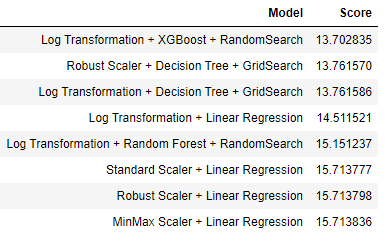 Model Score
Log Transformation + XGBoost + RandomSearch 13.702835
Robust Scaler + Decision Tree + GridSearch 13.761570
Log Transformation + Decision Tree + GridSearch 13.761586
Log Transformation + Linear Regression 14.511521
Log Transformation + Random Forest + RandomSearch 15.151237
Standard Scaler + Linear Regression 15.713777
Robust Scaler + Linear Regression 15.713798
MinMax Scaler + Linear Regression 15.713836